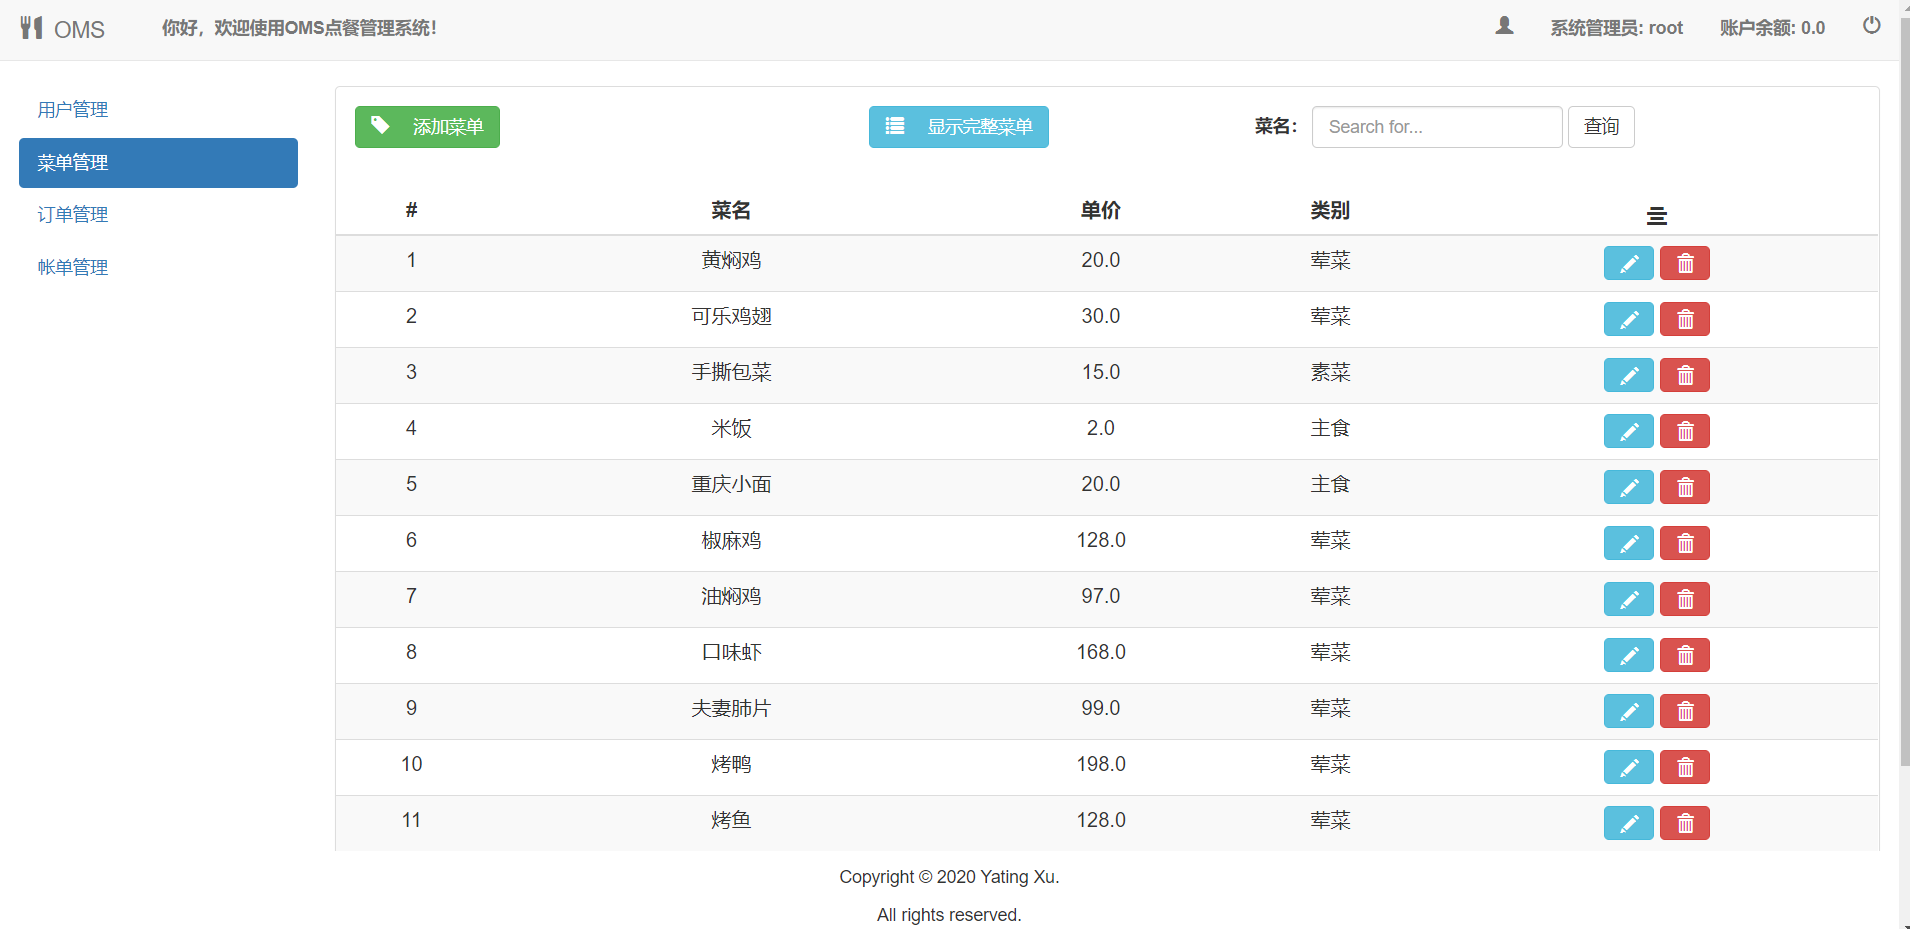 OMS 你好，欢迎使用OMS点餐管理系统！ 系统管理员: root 账户余额: 0.0
用户管理
菜单管理
订单管理
帐单管理
添加菜单 显示完整菜单 菜名： Search for... 查询
# 菜名 单价 类别
1 黄焖鸡 20.0 荤菜
2 可乐鸡翅 30.0 荤菜
3 手撕包菜 15.0 素菜
4 米饭 2.0 主食
5 重庆小面 20.0 主食
6 椒麻鸡 128.0 荤菜
7 油焖鸡 97.0 荤菜
8 口味虾 168.0 荤菜
9 夫妻肺片 99.0 荤菜
10 烤鸭 198.0 荤菜
11 烤鱼 128.0 荤菜
Copyright © 2020 Yating Xu.
All rights reserved.